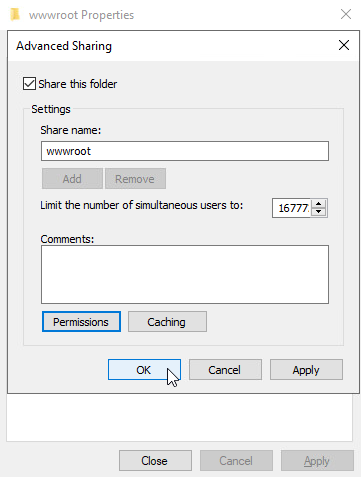 wwwroot Properties
Advanced Sharing
Share this folder
Settings
Share name:
wwwroot
Add Remove
Limit the number of simultaneous users to: 16777
Comments:
Permissions Caching
OK Cancel Apply
Close Cancel Apply